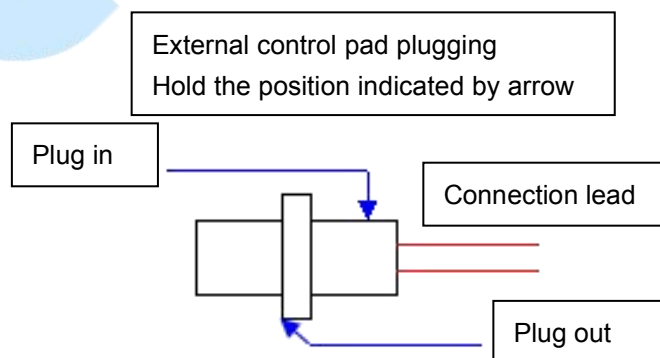 External control pad plugging
Hold the position indicated by arrow
Plug in
Connection lead
Plug out